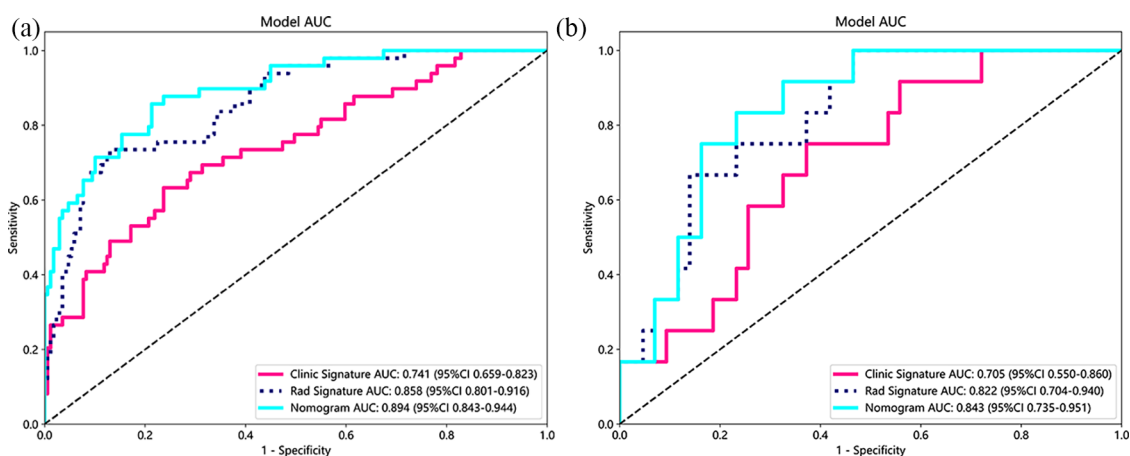 (a)
Model AUC
1.0
0.8
0.6
0.4
0.2
0.0
Sensitivity
Clinic Signature AUC: 0.741 (95%CI 0.659-0.823)
Rad Signature AUC: 0.858 (95%CI 0.801-0.916)
Nomogram AUC: 0.894 (95%CI 0.843-0.944)
0.0 0.2 0.4 0.6 0.8 1.0
1 - Specificity
(b)
Model AUC
1.0
0.8
0.6
0.4
0.2
0.0
Sensitivity
Clinic Signature AUC: 0.705 (95%CI 0.550-0.860)
Rad Signature AUC: 0.822 (95%CI 0.704-0.940)
Nomogram AUC: 0.843 (95%CI 0.735-0.951)
0.0 0.2 0.4 0.6 0.8 1.0
1 - Specificity